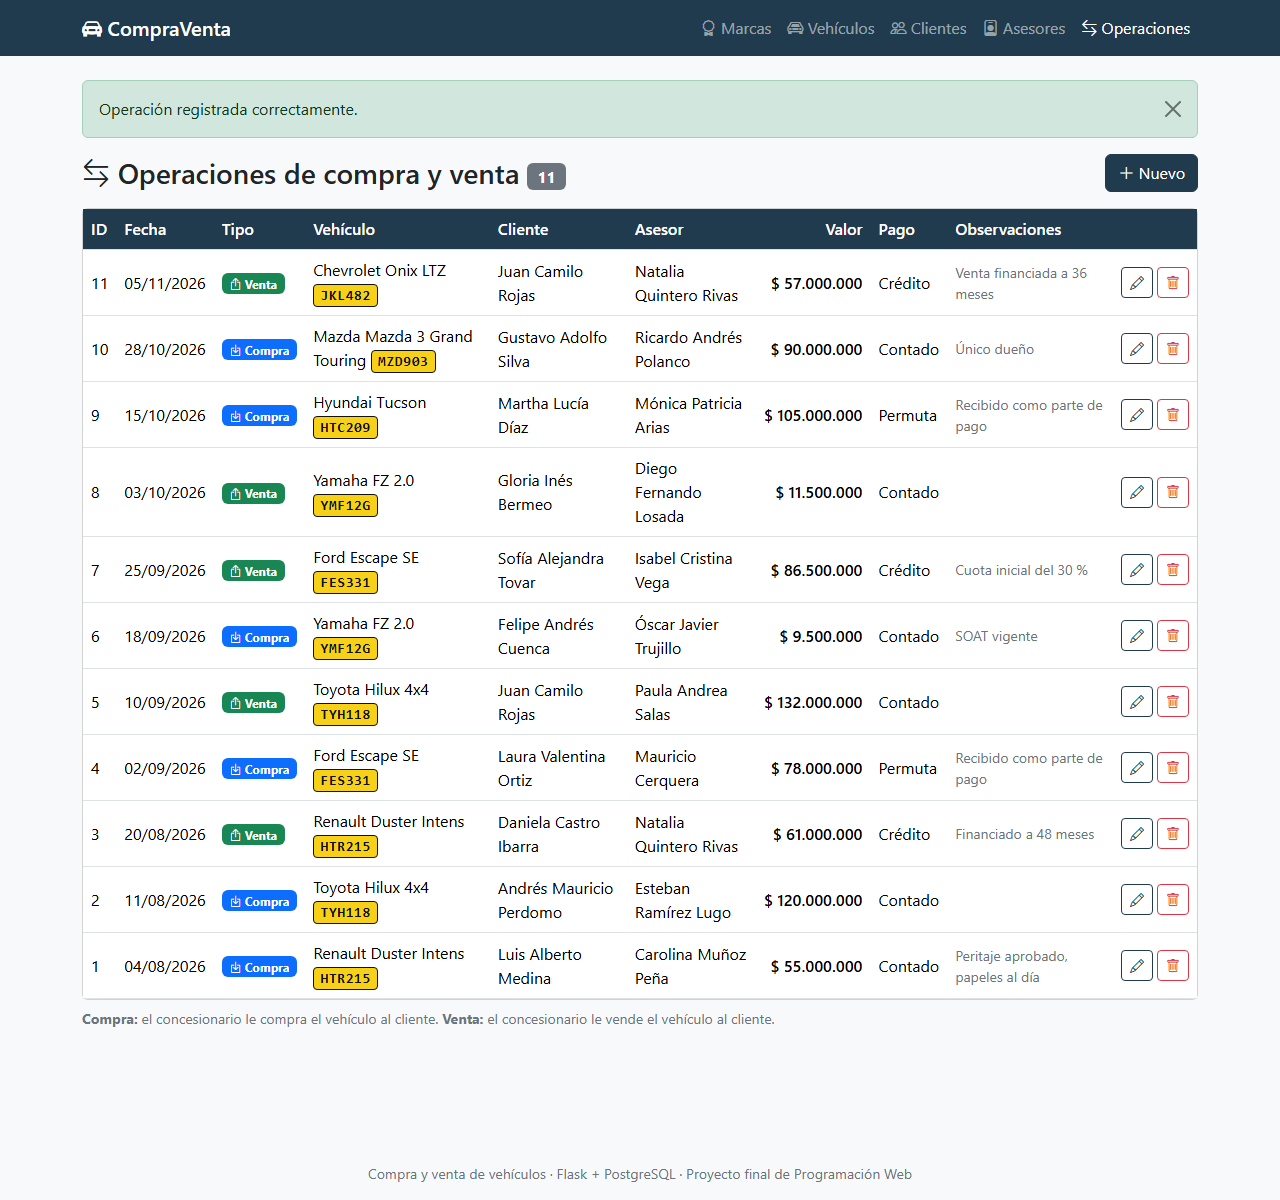 CompraVenta
Marcas Vehículos Clientes Asesores Operaciones
Operación registrada correctamente.
Operaciones de compra y venta 11
Nuevo
ID Fecha Tipo Vehículo Cliente Asesor Valor Pago Observaciones
11 05/11/2026 Venta Chevrolet Onix LTZ JKL482 Juan Camilo Rojas Natalia Quintero Rivas $ 57.000.000 Crédito Venta financiada a 36 meses
10 28/10/2026 Compra Mazda Mazda 3 Grand Touring MZD903 Gustavo Adolfo Silva Ricardo Andrés Polanco $ 90.000.000 Contado Único dueño
9 15/10/2026 Compra Hyundai Tucson HTC209 Martha Lucía Díaz Mónica Patricia Arias $ 105.000.000 Permuta Recibido como parte de pago
8 03/10/2026 Venta Yamaha FZ 2.0 YMF12G Gloria Inés Bermeo Diego Fernando Losada $ 11.500.000 Contado
7 25/09/2026 Venta Ford Escape SE FES331 Sofía Alejandra Tovar Isabel Cristina Vega $ 86.500.000 Crédito Cuota inicial del 30 %
6 18/09/2026 Compra Yamaha FZ 2.0 YMF12G Felipe Andrés Cuenca Óscar Javier Trujillo $ 9.500.000 Contado SOAT vigente
5 10/09/2026 Venta Toyota Hilux 4x4 TYH118 Juan Camilo Rojas Paula Andrea Salas $ 132.000.000 Contado
4 02/09/2026 Compra Ford Escape SE FES331 Laura Valentina Ortiz Mauricio Cerquera $ 78.000.000 Permuta Recibido como parte de pago
3 20/08/2026 Venta Renault Duster Intens HTR215 Daniela Castro Ibarra Natalia Quintero Rivas $ 61.000.000 Crédito Financiado a 48 meses
2 11/08/2026 Compra Toyota Hilux 4x4 TYH118 Andrés Mauricio Perdomo Esteban Ramírez Lugo $ 120.000.000 Contado
1 04/08/2026 Compra Renault Duster Intens HTR215 Luis Alberto Medina Carolina Muñoz Peña $ 55.000.000 Contado Peritaje aprobado, papeles al día
Compra: el concesionario le compra el vehículo al cliente. Venta: el concesionario le vende el vehículo al cliente.
Compra y venta de vehículos · Flask + PostgreSQL · Proyecto final de Programación Web